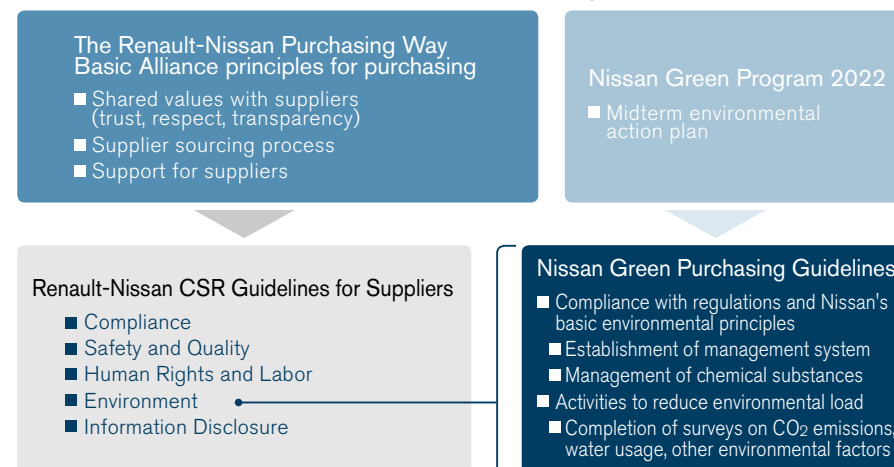 The Renault-Nissan Purchasing Way
Basic Alliance principles for purchasing
Shared values with suppliers
(trust, respect, transparency)
Supplier sourcing process
Support for suppliers
Nissan Green Program 2022
Midterm environmental
action plan
Renault-Nissan CSR Guidelines for Suppliers
Compliance
Safety and Quality
Human Rights and Labor
Environment
Information Disclosure
Nissan Green Purchasing Guidelines
Compliance with regulations and Nissan's
basic environmental principles
Establishment of management system
Management of chemical substances
Activities to reduce environmental load
Completion of surveys on CO2 emissions,
water usage, other environmental factors